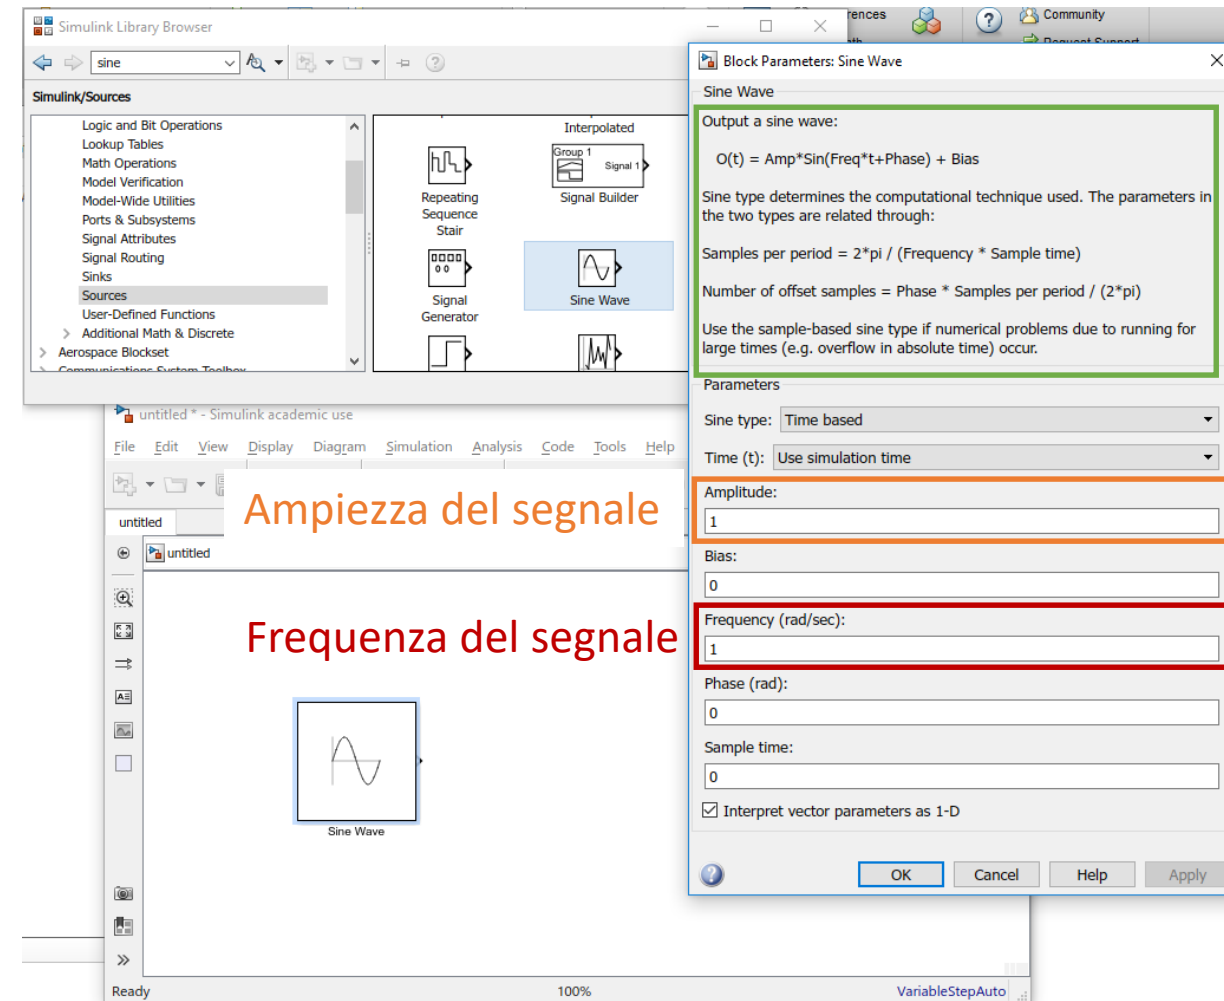 Simulink Library Browser
sine
Simulink/Sources
Logic and Bit Operations
Lookup Tables
Math Operations
Model Verification
Model-Wide Utilities
Ports & Subsystems
Signal Attributes
Signal Routing
Sinks
Sources
User-Defined Functions
Additional Math & Discrete
Aerospace Blockset
Communications System Toolbox
Interpolated
Group 1
Signal 1
Repeating
Sequence
Stair
Signal Builder
Signal
Generator
Sine Wave
Community
Request Support
Block Parameters: Sine Wave
Sine Wave
Output a sine wave:
O(t) = Amp*Sin(Freq*t+Phase) + Bias
Sine type determines the computational technique used. The parameters in
the two types are related through:
Samples per period = 2*pi / (Frequency * Sample time)
Number of offset samples = Phase * Samples per period / (2*pi)
Use the sample-based sine type if numerical problems due to running for
large times (e.g. overflow in absolute time) occur.
Parameters
Sine type: Time based
Time (t): Use simulation time
Amplitude:
1
Bias:
0
Frequency (rad/sec):
1
Phase (rad):
0
Sample time:
0
Interpret vector parameters as 1-D
OK Cancel Help Apply
untitled * - Simulink academic use
File Edit View Display Diagram Simulation Analysis Code Tools Help
Ampiezza del segnale
untitled
untitled
Frequenza del segnale
Sine Wave
Ready 100% VariableStepAuto